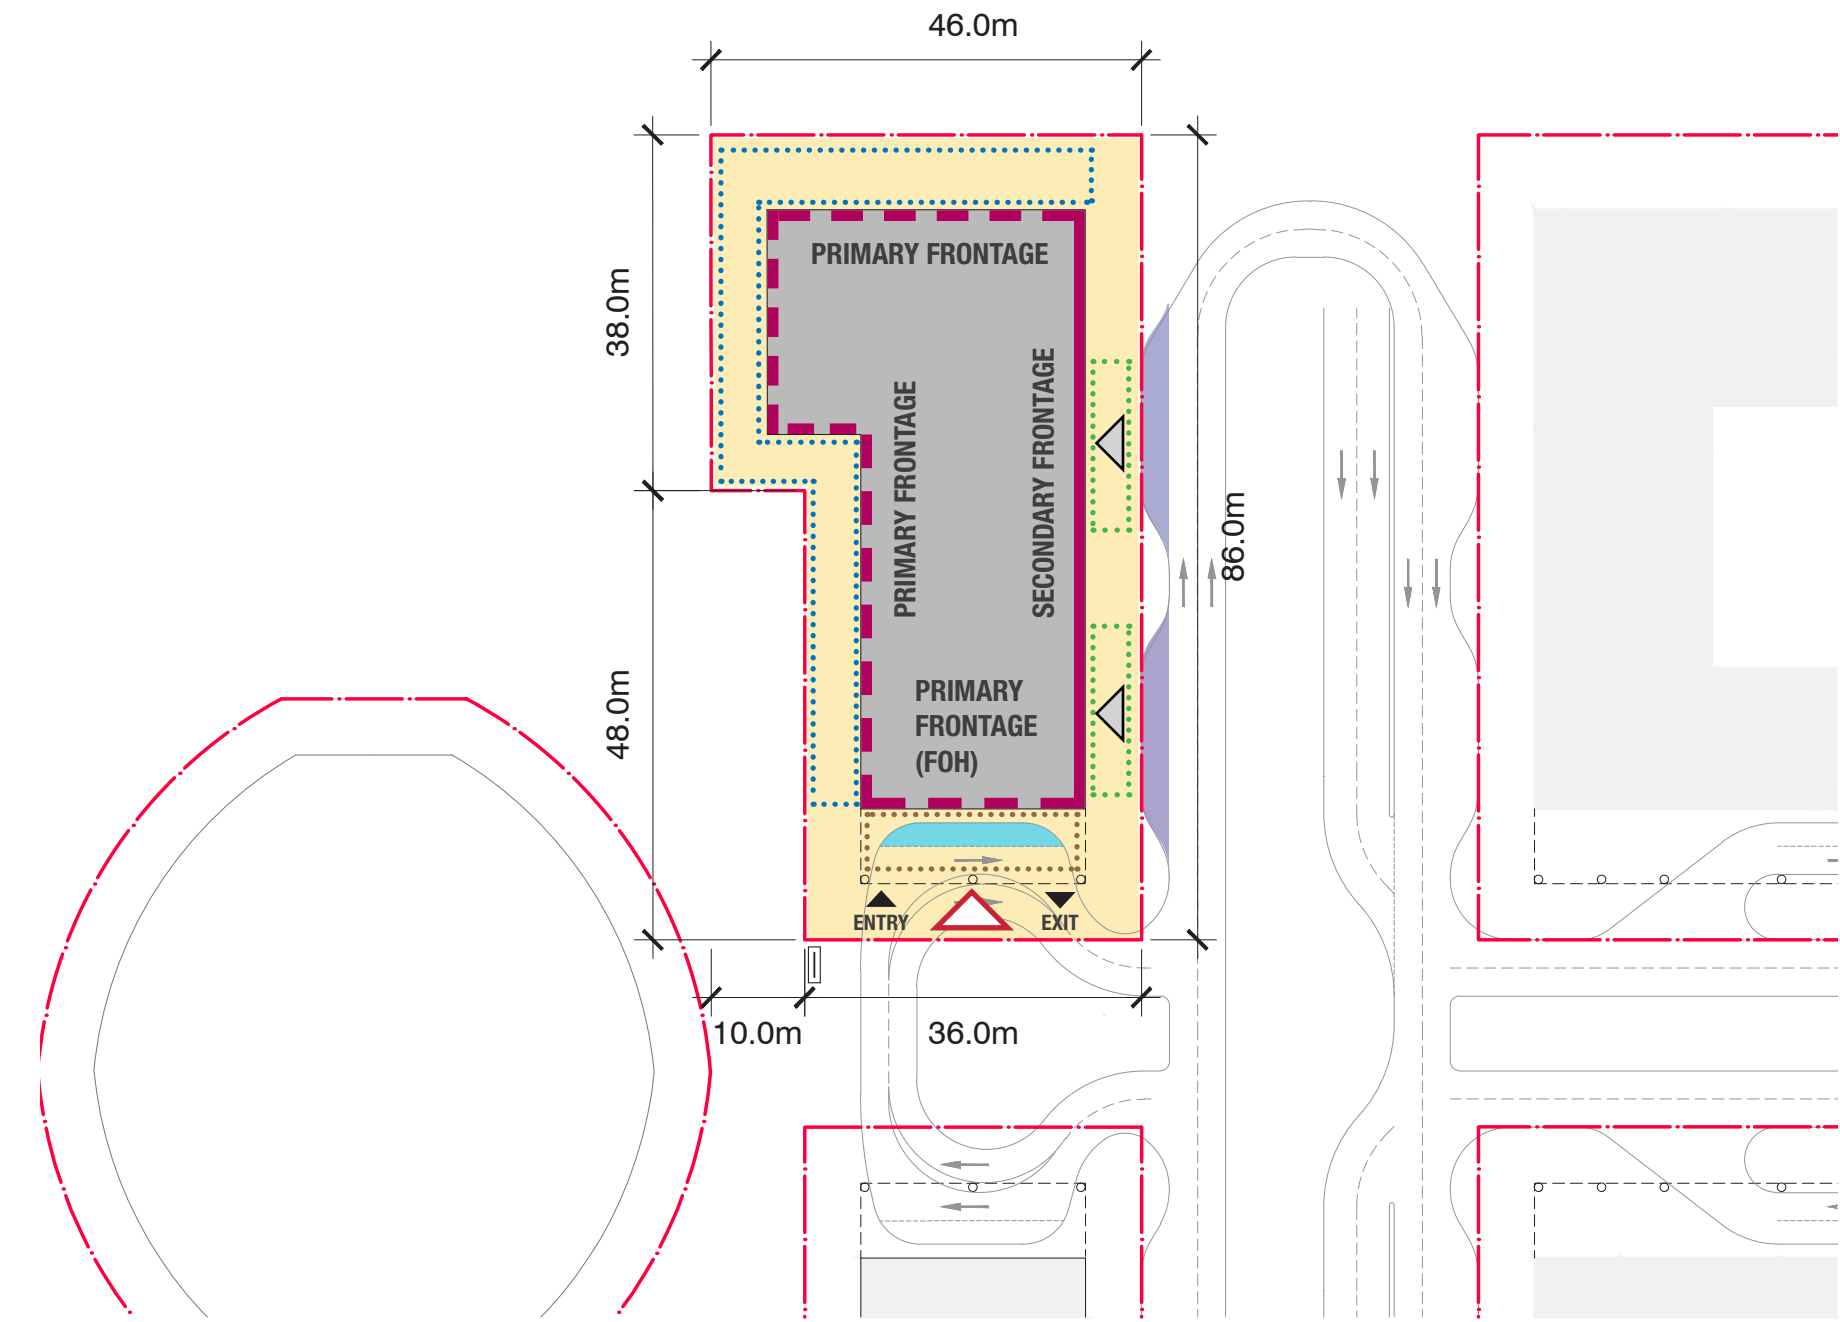 46.0m
PRIMARY FRONTAGE
38.0m
PRIMARY FRONTAGE
SECONDARY FRONTAGE
86.0m
48.0m
PRIMARY
FRONTAGE
(FOH)
ENTRY
EXIT
10.0m
36.0m